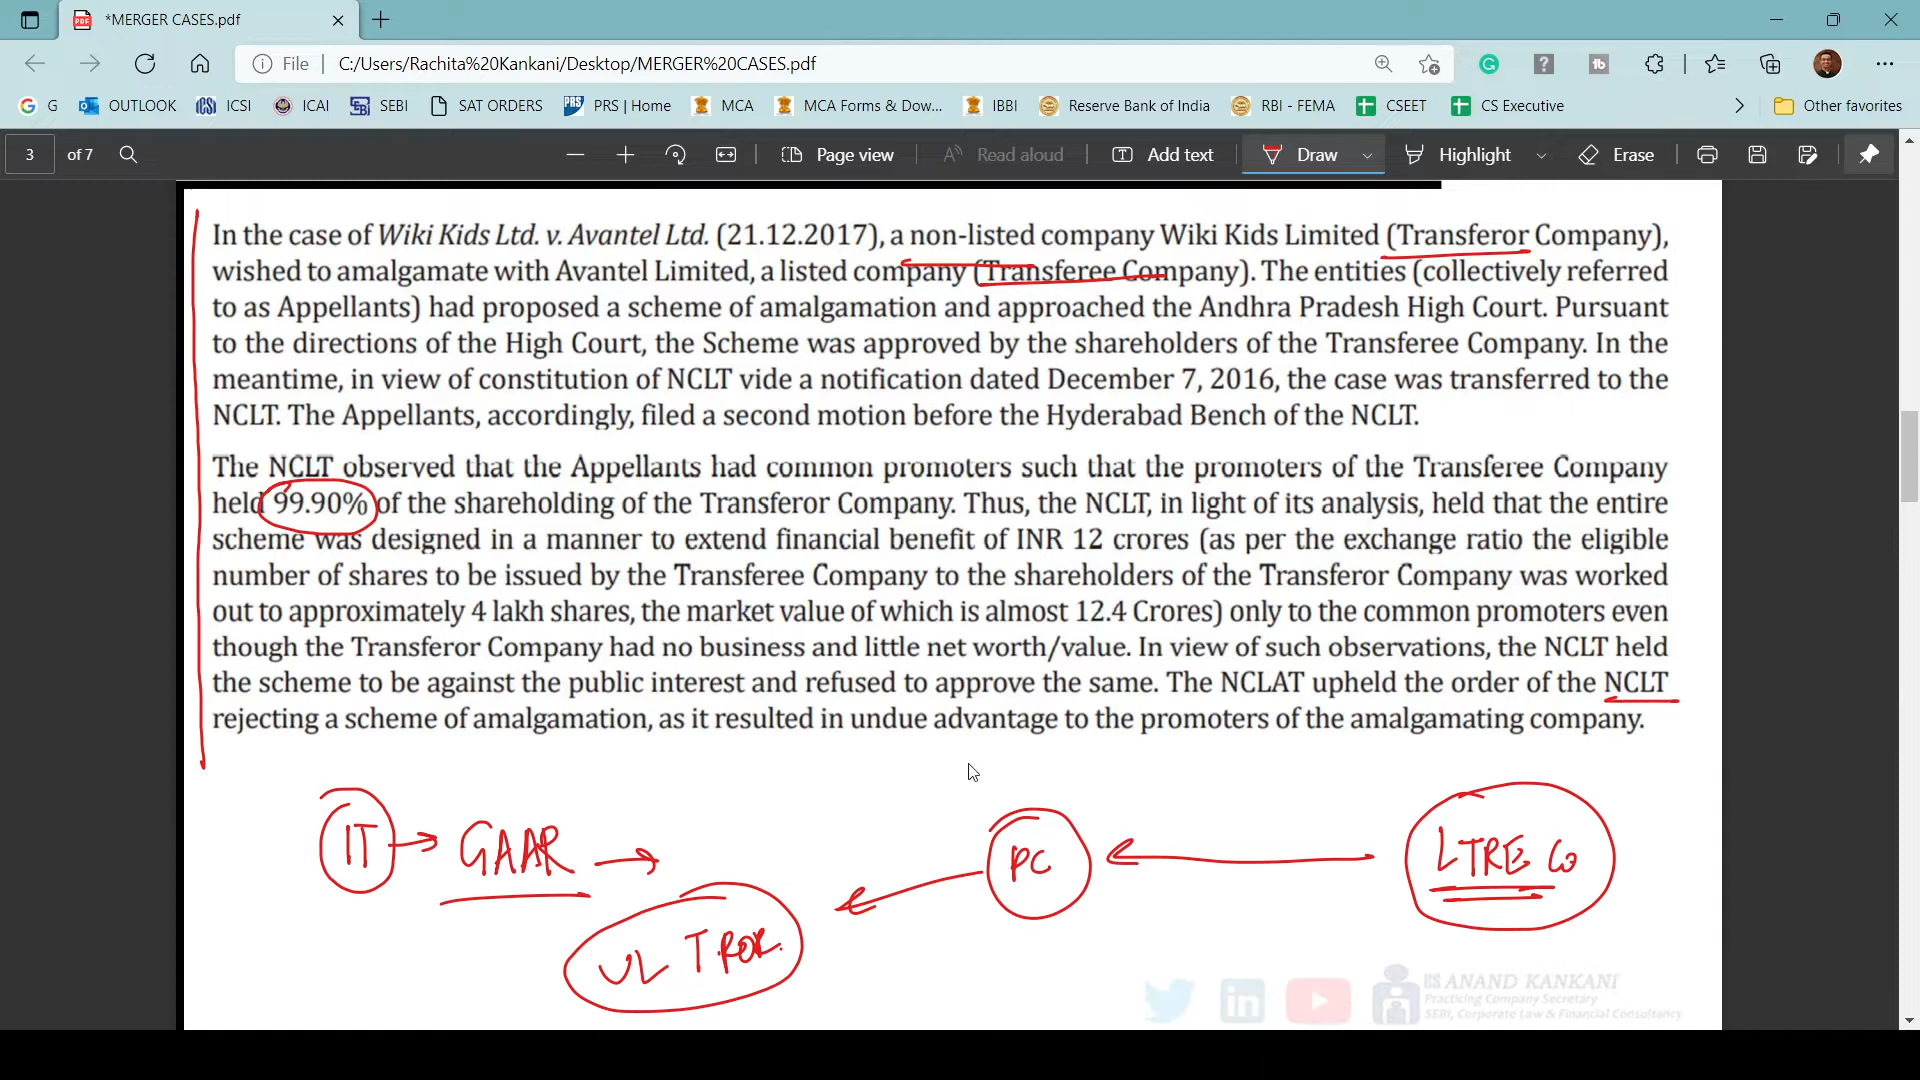 *MERGER CASES.pdf
File | C:/Users/Rachita%20Kankani/Desktop/MERGER%20CASES.pdf
G OUTLOOK ICSI ICAI SEBI SAT ORDERS PRS | Home MCA MCA Forms & Dow... IBBI Reserve Bank of India RBI - FEMA CSEET CS Executive Other favorites
3 of 7 Page view Read aloud Add text Draw Highlight Erase
In the case of Wiki Kids Ltd. v. Avantel Ltd. (21.12.2017), a non-listed company Wiki Kids Limited (Transferor Company),
wished to amalgamate with Avantel Limited, a listed company (Transferee Company). The entities (collectively referred
to as Appellants) had proposed a scheme of amalgamation and approached the Andhra Pradesh High Court. Pursuant
to the directions of the High Court, the Scheme was approved by the shareholders of the Transferee Company. In the
meantime, in view of constitution of NCLT vide a notification dated December 7, 2016, the case was transferred to the
NCLT. The Appellants, accordingly, filed a second motion before the Hyderabad Bench of the NCLT.
The NCLT observed that the Appellants had common promoters such that the promoters of the Transferee Company
held 99.90% of the shareholding of the Transferor Company. Thus, the NCLT, in light of its analysis, held that the entire
scheme was designed in a manner to extend financial benefit of INR 12 crores (as per the exchange ratio the eligible
number of shares to be issued by the Transferee Company to the shareholders of the Transferor Company was worked
out to approximately 4 lakh shares, the market value of which is almost 12.4 Crores) only to the common promoters even
though the Transferor Company had no business and little net worth/value. In view of such observations, the NCLT held
the scheme to be against the public interest and refused to approve the same. The NCLAT upheld the order of the NCLT
rejecting a scheme of amalgamation, as it resulted in undue advantage to the promoters of the amalgamating company.
IT → GAAR → PC LTRE Co
UL T.ROR.
CS ANAND KANKANI
Practicing Company Secretary
SEBI, Corporate Law & Financial Consultancy